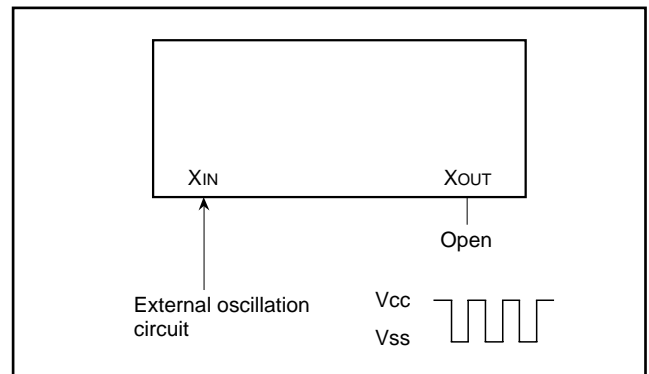 XIN XOUT
Open
External oscillation
circuit
Vcc
Vss